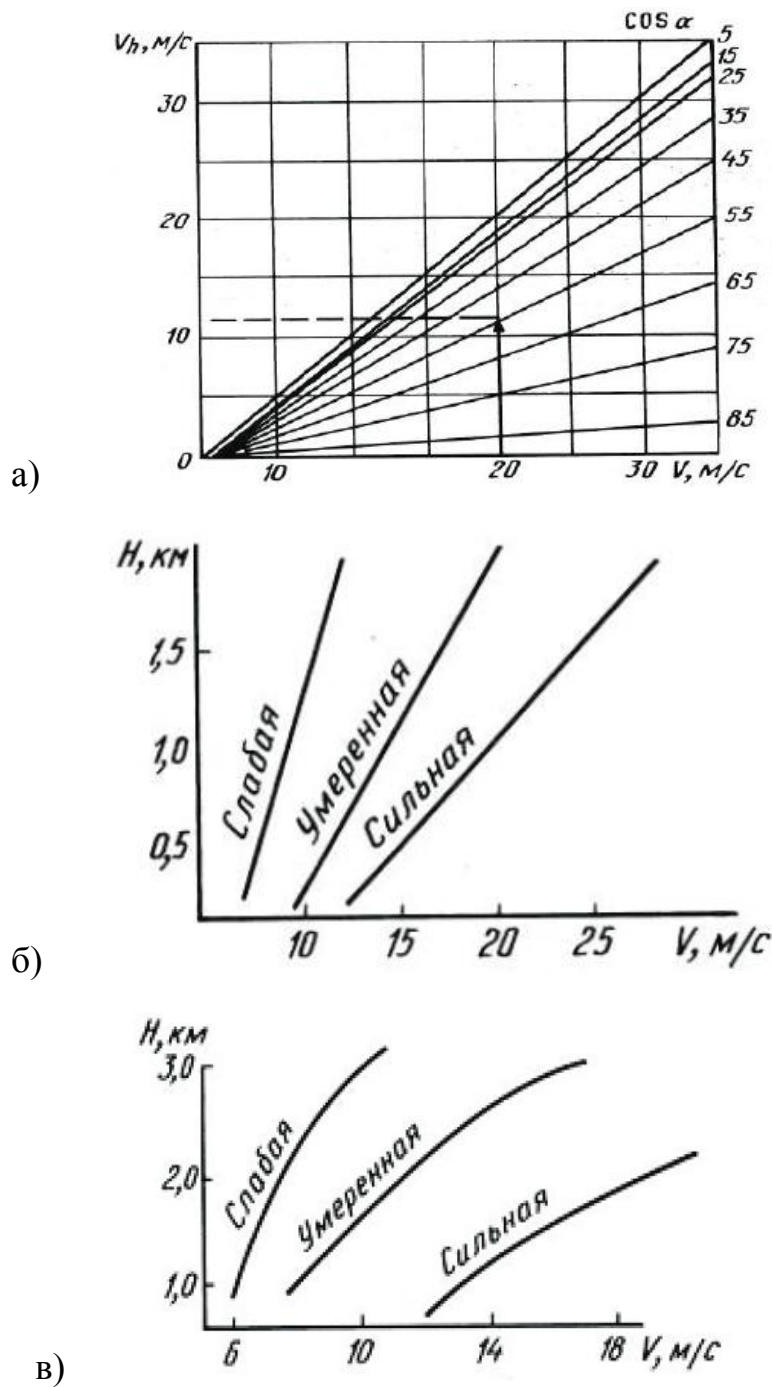 COS α
Vh, м/с
5
15
25
30
35
45
20
55
65
10
75
85
0
10
20
30
V, м/с
а)
H, км
1,5
1,0
0,5
Слабая
Умеренная
Сильная
10
15
20
25
V, м/с
б)
H, км
3,0
2,0
1,0
Слабая
Умеренная
Сильная
6
10
14
18
V, м/с
в)